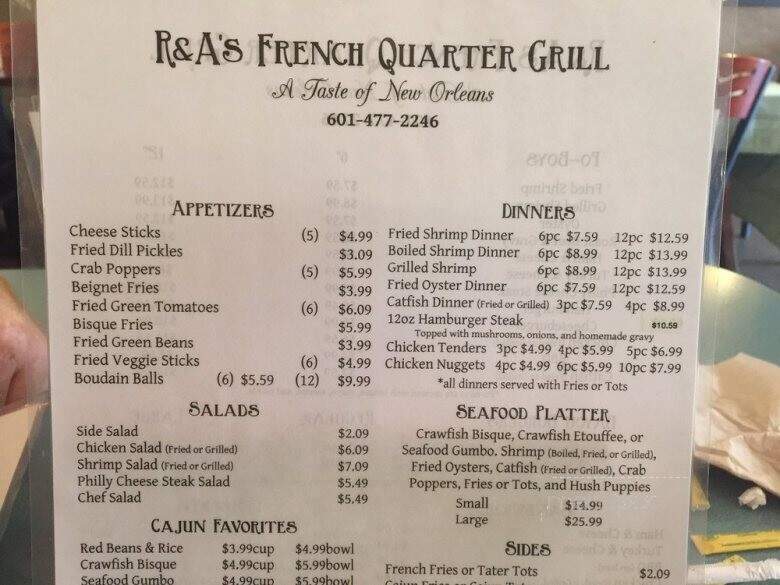 R&A's French Quarter Grill
A Taste of New Orleans
601-477-2246
Appetizers
Cheese Sticks (5) $4.99
Fried Dill Pickles $3.09
Crab Poppers (5) $5.99
Beignet Fries $3.99
Fried Green Tomatoes (6) $6.09
Bisque Fries $5.99
Fried Green Beans $3.99
Fried Veggie Sticks (6) $4.99
Boudain Balls (6) $5.59 (12) $9.99
Salads
Side Salad $2.09
Chicken Salad (Fried or Grilled) $6.09
Shrimp Salad (Fried or Grilled) $7.09
Philly Cheese Steak Salad $5.49
Chef Salad $5.49
Cajun Favorites
Red Beans & Rice $3.99cup $4.99bowl
Crawfish Bisque $4.99cup $5.99bowl
Seafood Gumbo $4.99cup $5.99bowl
Dinners
Fried Shrimp Dinner 6pc $7.59 12pc $12.59
Boiled Shrimp Dinner 6pc $8.99 12pc $13.99
Grilled Shrimp 6pc $8.99 12pc $13.99
Fried Oyster Dinner 6pc $7.59 12pc $12.59
Catfish Dinner (Fried or Grilled) 3pc $7.59 4pc $8.99
12oz Hamburger Steak $10.59
Topped with mushrooms, onions, and homemade gravy
Chicken Tenders 3pc $4.99 4pc $5.99 5pc $6.99
Chicken Nuggets 4pc $4.99 6pc $5.99 10pc $7.99
*all dinners served with Fries or Tots
Seafood Platter
Crawfish Bisque, Crawfish Etouffee, or
Seafood Gumbo. Shrimp (Boiled, Fried, or Grilled),
Fried Oysters, Catfish (Fried or Grilled), Crab
Poppers, Fries or Tots, and Hush Puppies
Small $14.99
Large $25.99
Sides
French Fries or Tater Tots $2.09
Cajun Fries or Cajun Tots